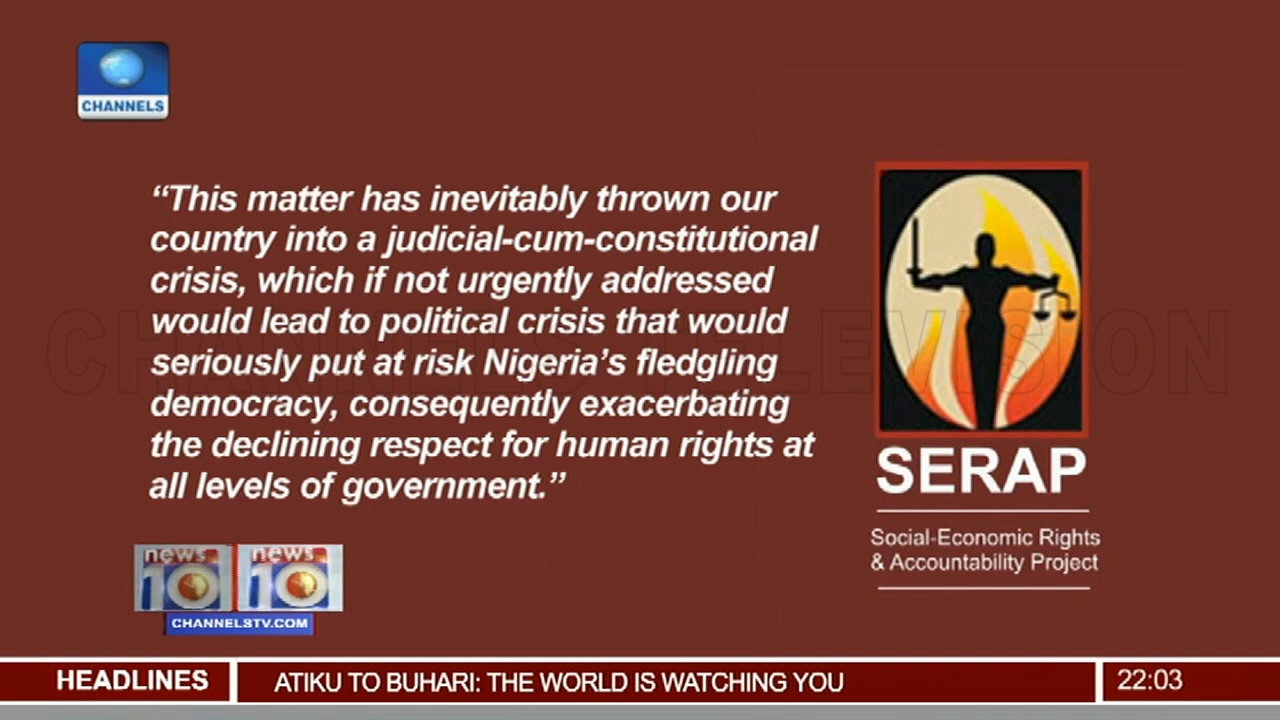 CHANNELS
“This matter has inevitably thrown our
country into a judicial-cum-constitutional
crisis, which if not urgently addressed
would lead to political crisis that would
seriously put at risk Nigeria’s fledgling
democracy, consequently exacerbating
the declining respect for human rights at
all levels of government.”
CHANNELS TELEVISION
SERAP
Social-Economic Rights
& Accountability Project
news 10 news 10
CHANNELSTV.COM
HEADLINES ATIKU TO BUHARI: THE WORLD IS WATCHING YOU 22:03